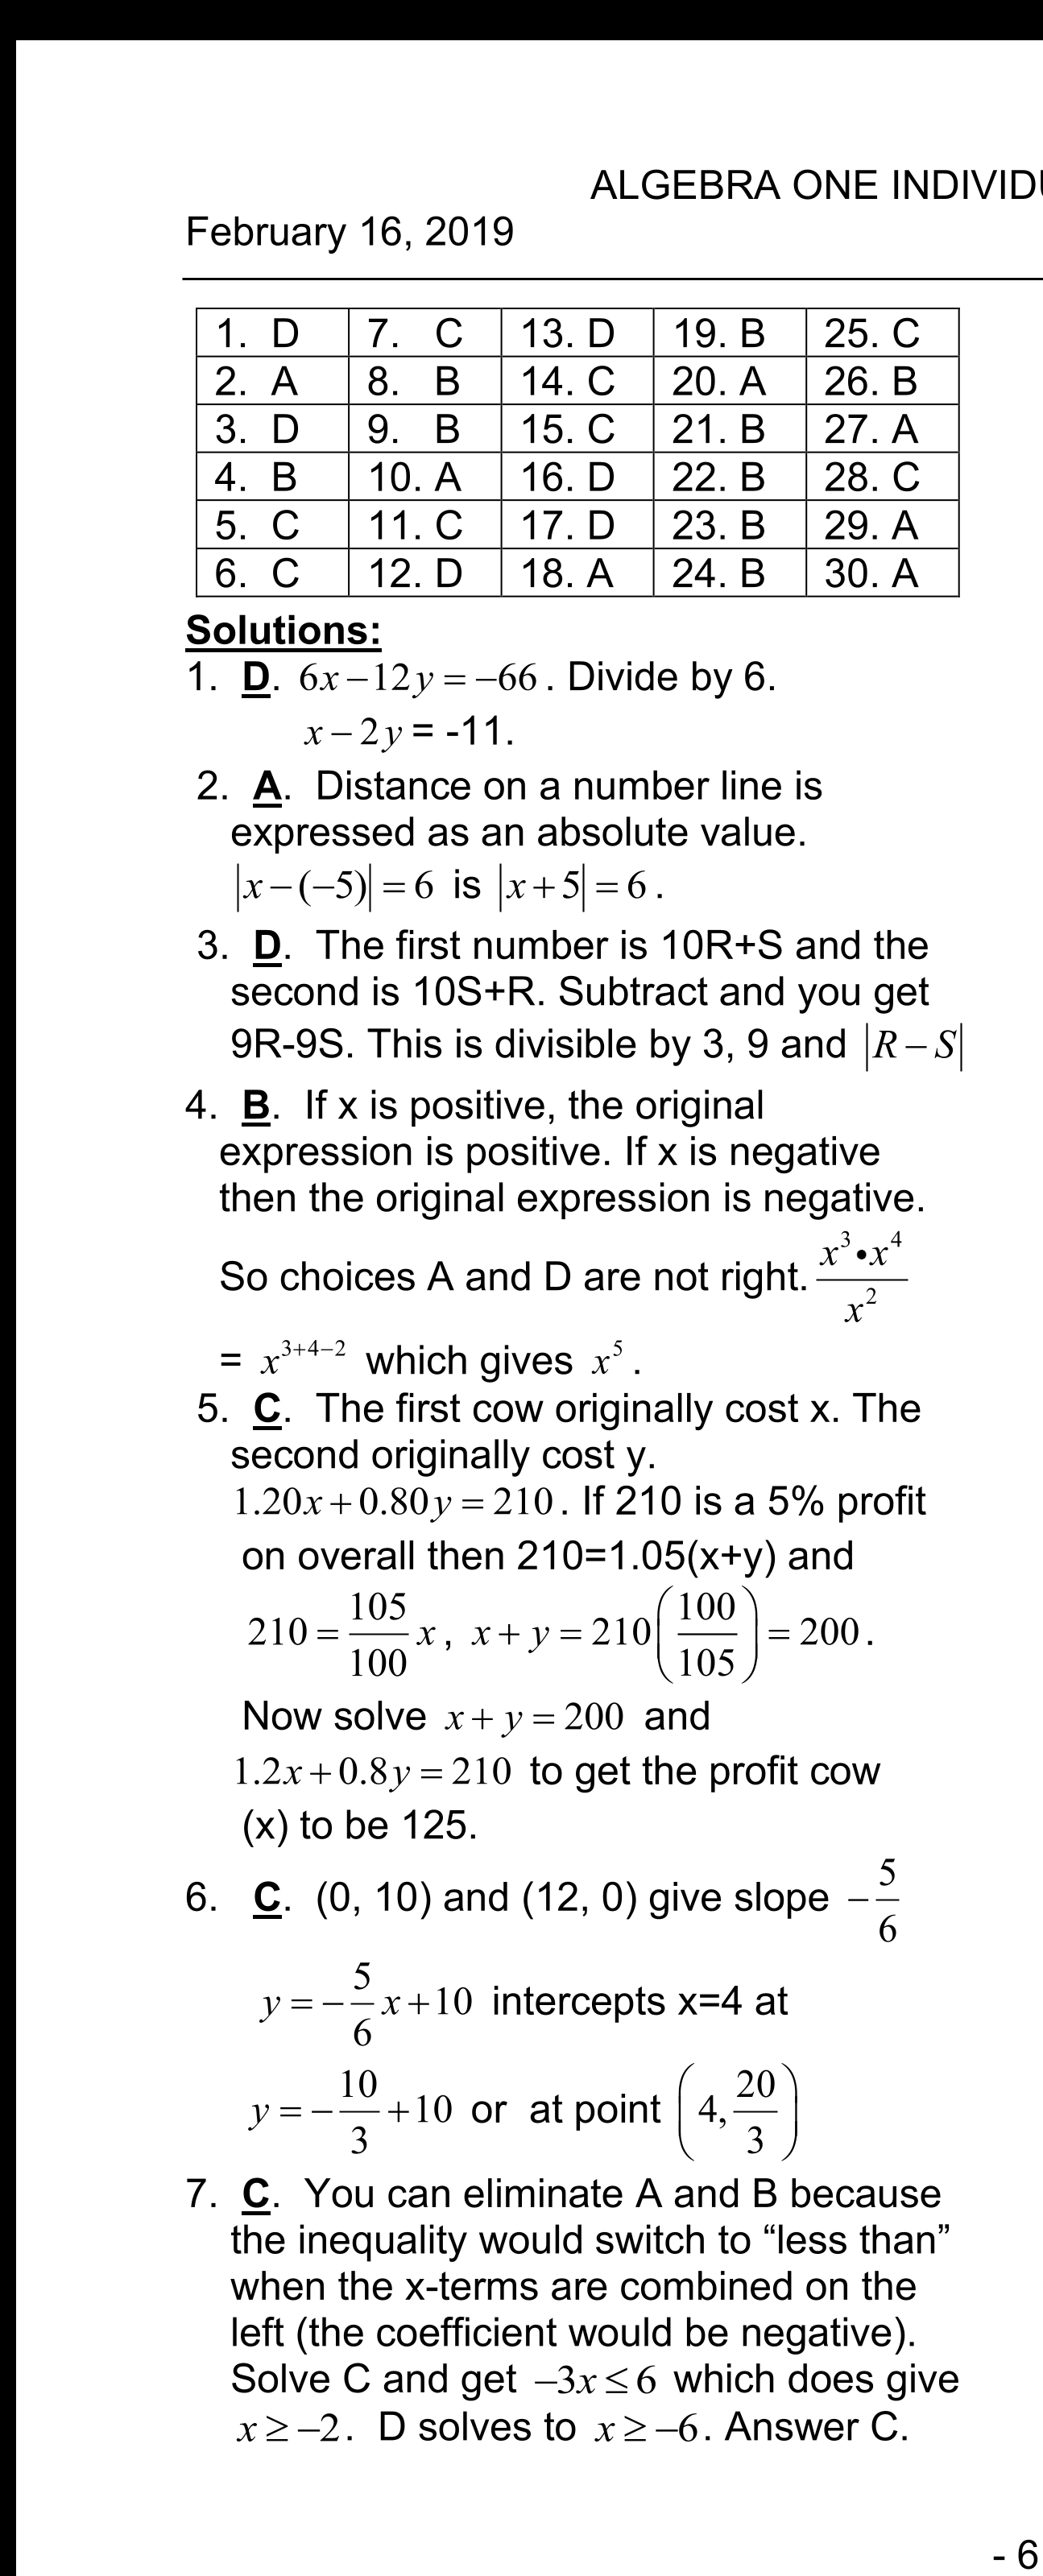 ALGEBRA ONE INDIVIDU
February 16, 2019
1. D 7. C 13. D 19. B 25. C
2. A 8. B 14. C 20. A 26. B
3. D 9. B 15. C 21. B 27. A
4. B 10. A 16. D 22. B 28. C
5. C 11. C 17. D 23. B 29. A
6. C 12. D 18. A 24. B 30. A
Solutions:
1. D. 6x−12y = −66. Divide by 6.
x − 2y = -11.
2. A. Distance on a number line is
expressed as an absolute value.
|x − (−5)| = 6 is |x + 5| = 6.
3. D. The first number is 10R+S and the
second is 10S+R. Subtract and you get
9R-9S. This is divisible by 3, 9 and |R − S|
4. B. If x is positive, the original
expression is positive. If x is negative
then the original expression is negative.
So choices A and D are not right. \frac{x^3 • x^4}{x^2}
= x^{3+4−2} which gives x^5.
5. C. The first cow originally cost x. The
second originally cost y.
1.20x + 0.80y = 210. If 210 is a 5% profit
on overall then 210=1.05(x+y) and
210 = \frac{105}{100}x, x + y = 210(\frac{100}{105}) = 200.
Now solve x + y = 200 and
1.2x + 0.8y = 210 to get the profit cow
(x) to be 125.
6. C. (0, 10) and (12, 0) give slope −\frac{5}{6}
y = −\frac{5}{6}x + 10 intercepts x=4 at
y = −\frac{10}{3} + 10 or at point (4, \frac{20}{3})
7. C. You can eliminate A and B because
the inequality would switch to “less than”
when the x-terms are combined on the
left (the coefficient would be negative).
Solve C and get −3x ≤ 6 which does give
x ≥ −2. D solves to x ≥ −6. Answer C.
- 6